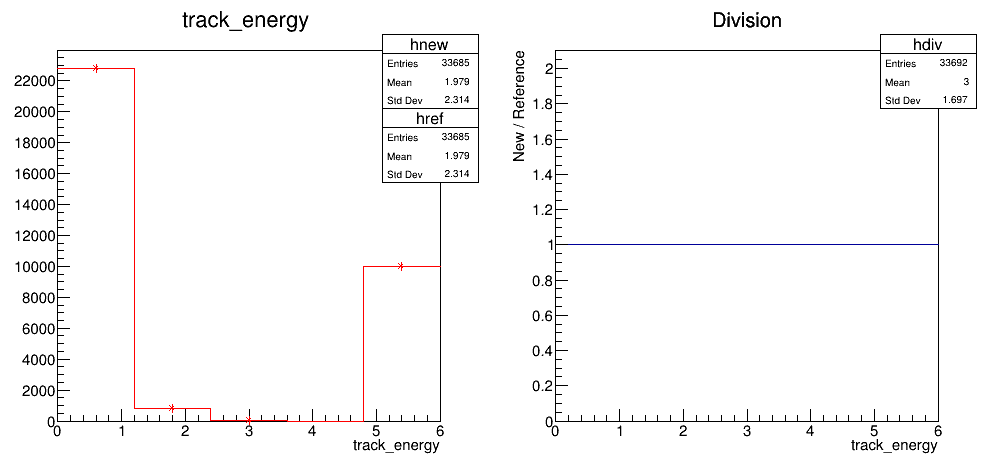 track_energy
hnew
Entries 33685
Mean 1.979
Std Dev 2.314
href
Entries 33685
Mean 1.979
Std Dev 2.314
22000
20000
18000
16000
14000
12000
10000
8000
6000
4000
2000
0
0 1 2 3 4 5 6
track_energy
Division
hdiv
Entries 33692
Mean 3
Std Dev 1.697
New / Reference
2
1.8
1.6
1.4
1.2
1
0.8
0.6
0.4
0.2
0
0 1 2 3 4 5 6
track_energy